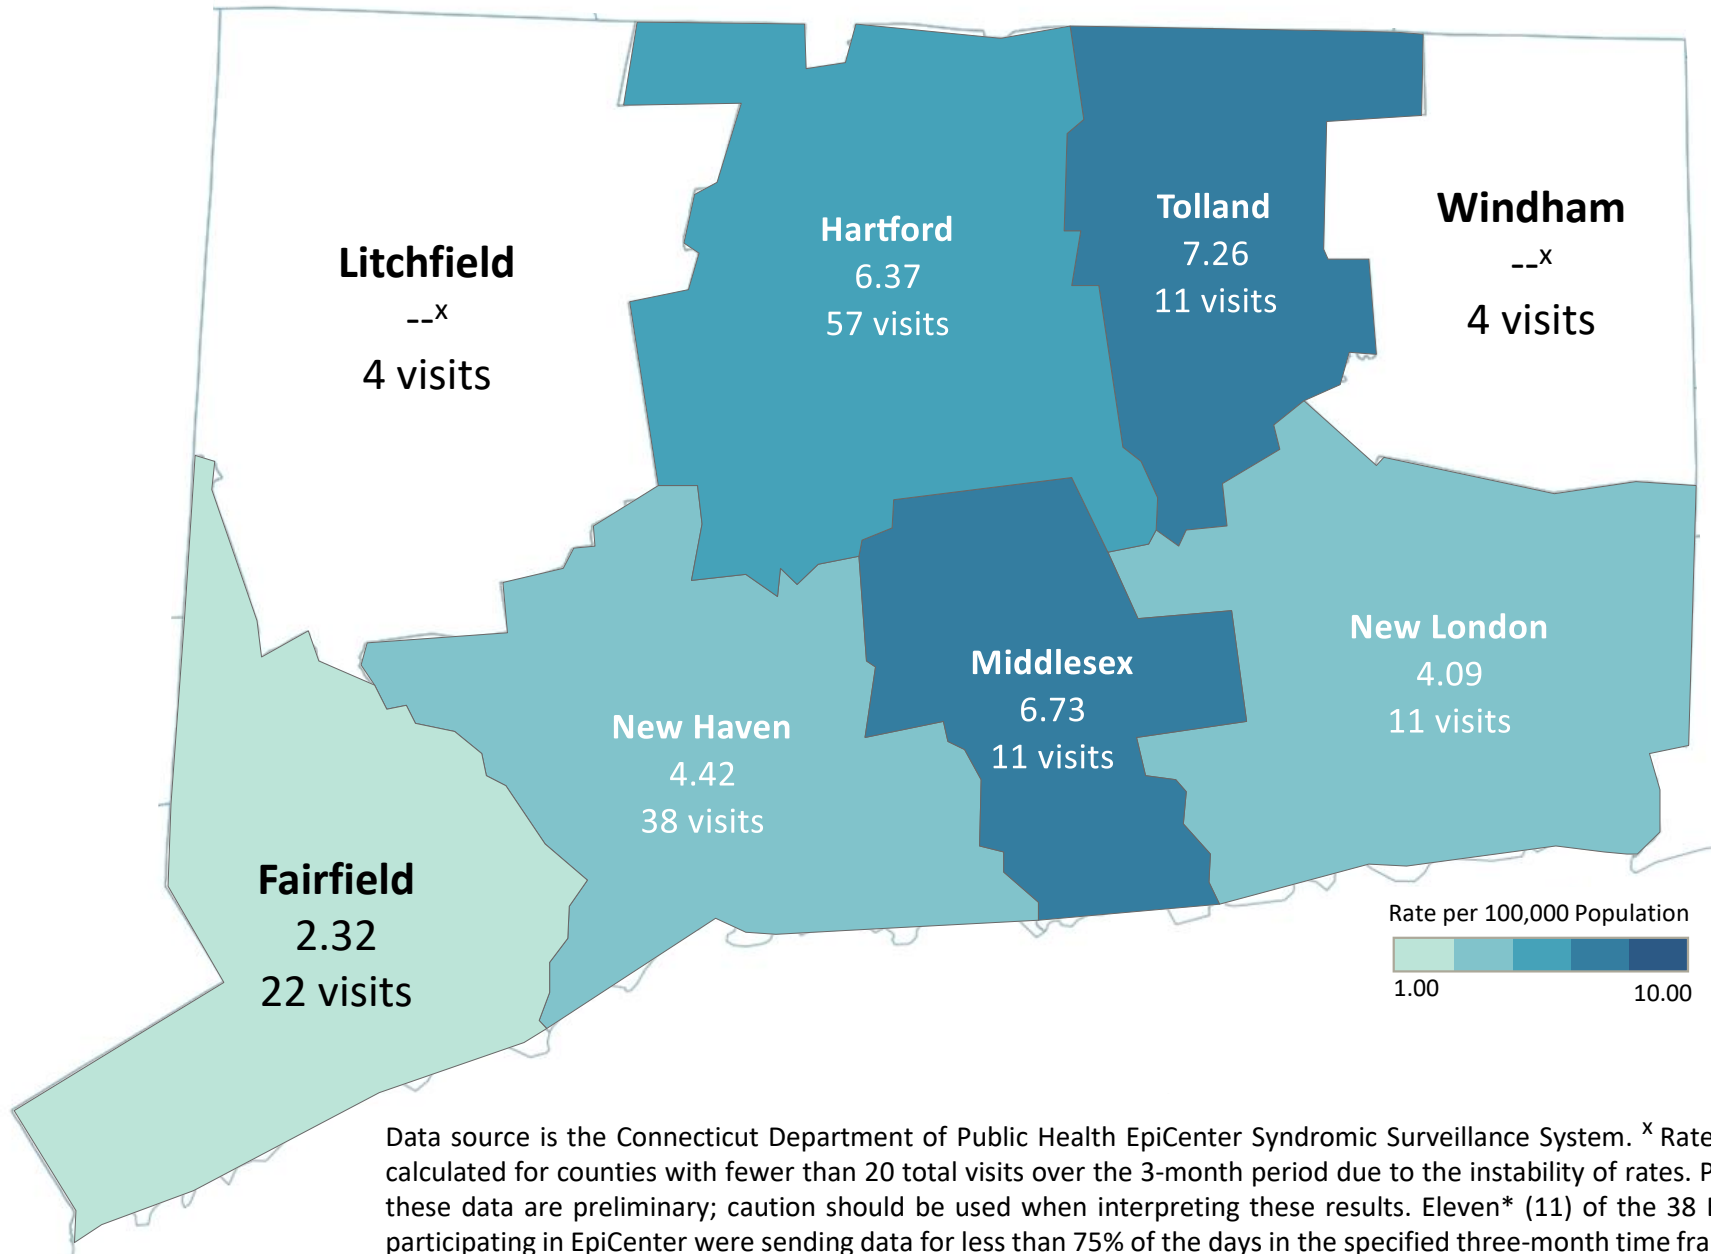 Litchfield
--x
4 visits
Hartford
6.37
57 visits
Tolland
7.26
11 visits
Windham
--x
4 visits
New London
4.09
11 visits
Middlesex
6.73
11 visits
New Haven
4.42
38 visits
Fairfield
2.32
22 visits
Rate per 100,000 Population
1.00
10.00
Data source is the Connecticut Department of Public Health EpiCenter Syndromic Surveillance System. x Rate
calculated for counties with fewer than 20 total visits over the 3-month period due to the instability of rates.
these data are preliminary; caution should be used when interpreting these results. Eleven* (11) of the 38
participating in EpiCenter were sending data for less than 75% of the days in the specified three-month time